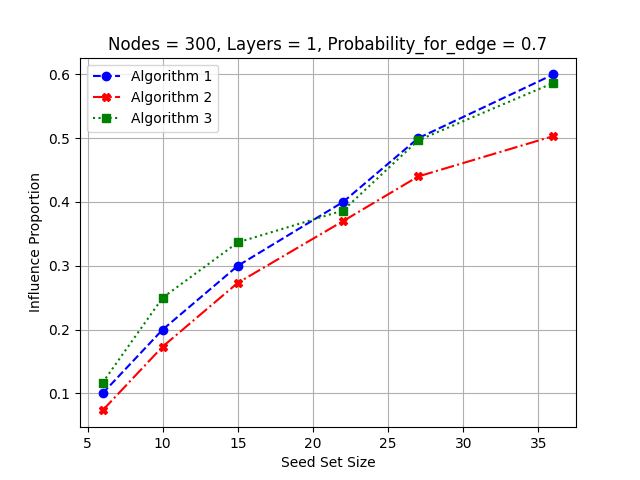 Nodes = 300, Layers = 1, Probability_for_edge = 0.7
Algorithm 1
Algorithm 2
Algorithm 3
Influence Proportion
0.6
0.5
0.4
0.3
0.2
0.1
5 10 15 20 25 30 35
Seed Set Size